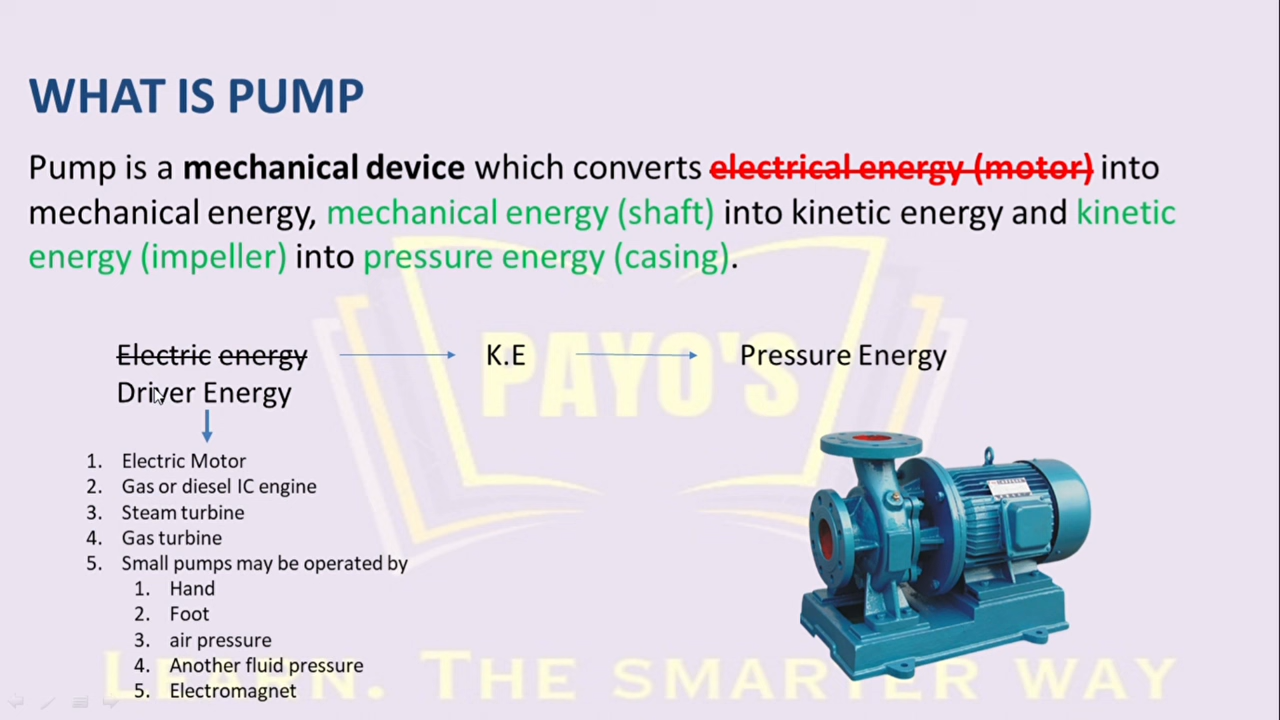 WHAT IS PUMP
Pump is a mechanical device which converts electrical energy (motor) into
mechanical energy, mechanical energy (shaft) into kinetic energy and kinetic
energy (impeller) into pressure energy (casing).
PAYO'S
Electric energy K.E Pressure Energy
Driver Energy
1. Electric Motor
2. Gas or diesel IC engine
3. Steam turbine
4. Gas turbine
5. Small pumps may be operated by
1. Hand
2. Foot
3. air pressure
4. Another fluid pressure
5. Electromagnet
LEARN. THE SMARTER WAY